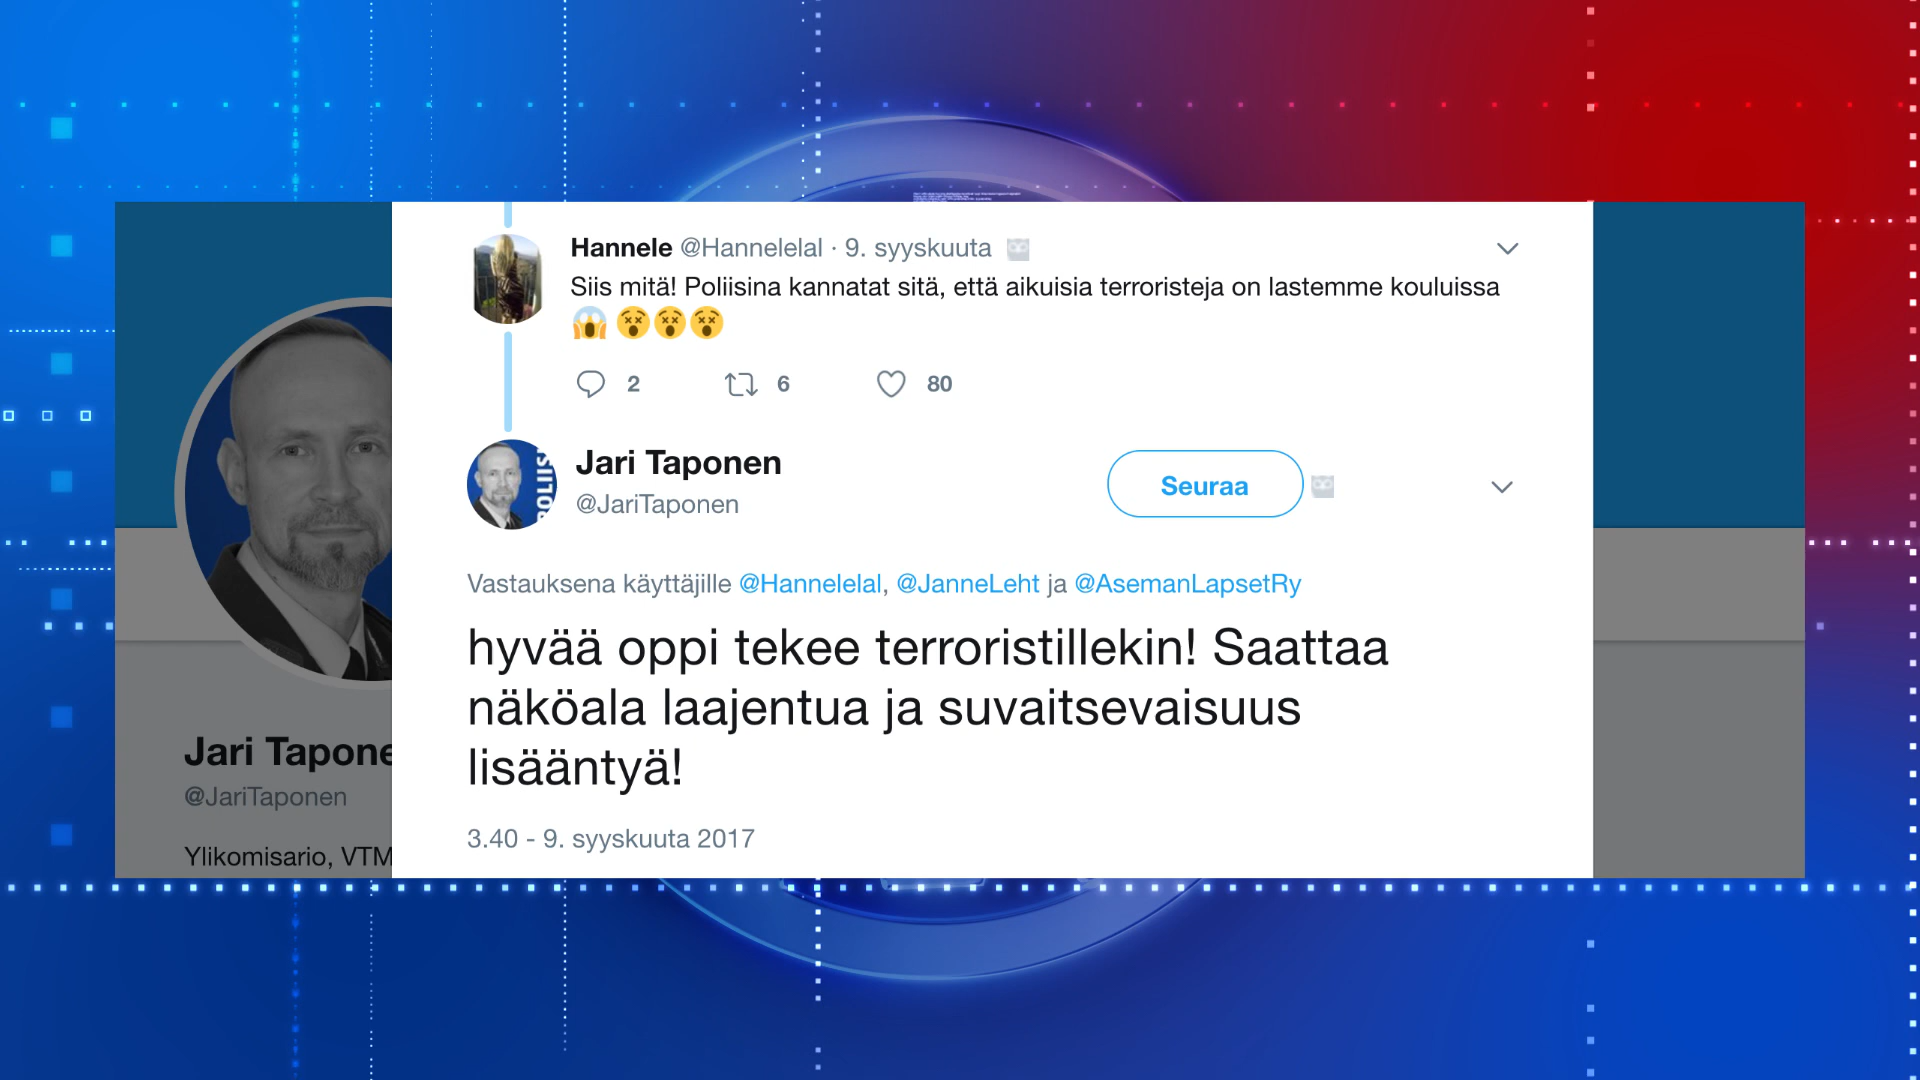 Hannele @Hannelelal · 9. syyskuuta
Siis mitä! Poliisina kannatat sitä, että aikuisia terroristeja on lastemme kouluissa
😱 😵😵😵
2 6 80
Jari Taponen
@JariTaponen
Seuraa
Vastauksena käyttäjille @Hannelelal, @JanneLeht ja @AsemanLapsetRy
hyvää oppi tekee terroristillekin! Saattaa
näköala laajentua ja suvaitsevaisuus
lisääntyä!
3.40 - 9. syyskuuta 2017
Jari Tapone
@JariTaponen
Ylikomisario, VTM